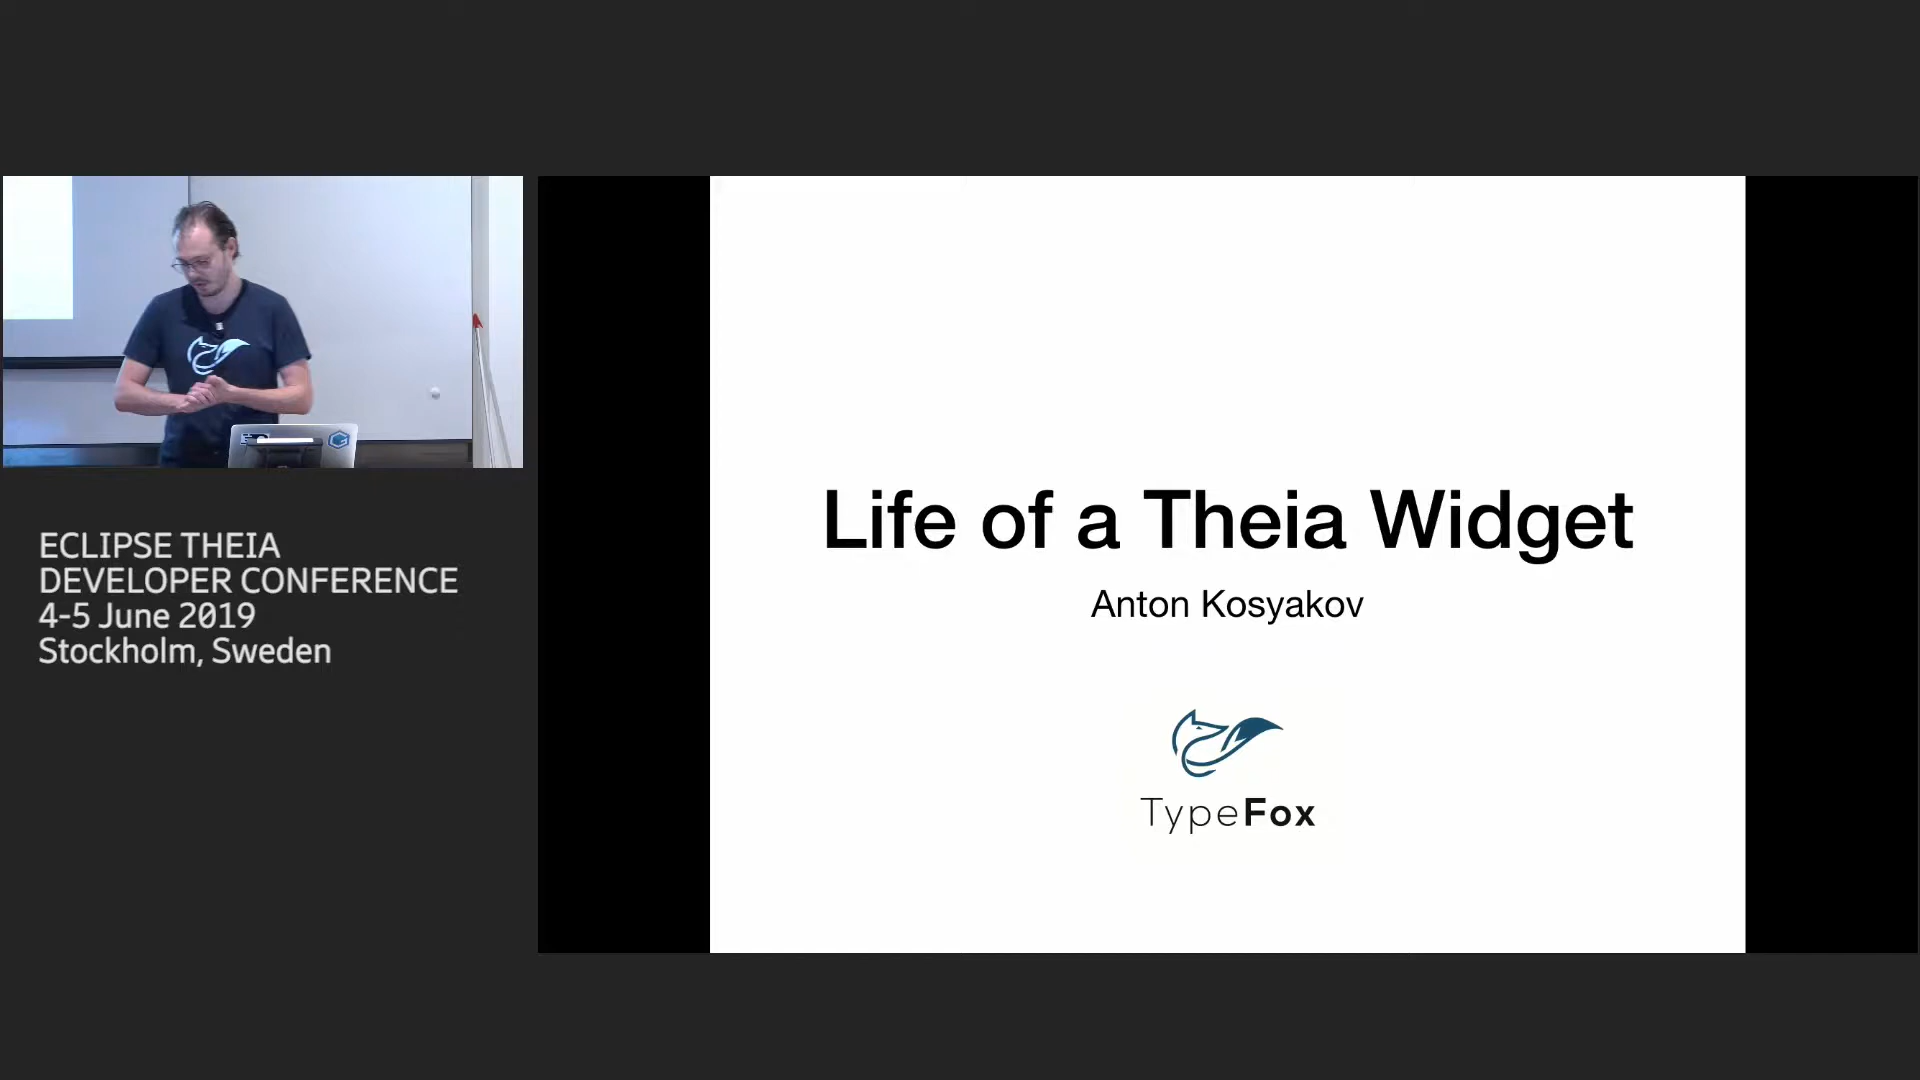 ECLIPSE THEIA
DEVELOPER CONFERENCE
4-5 June 2019
Stockholm, Sweden
Life of a Theia Widget
Anton Kosyakov
TypeFox